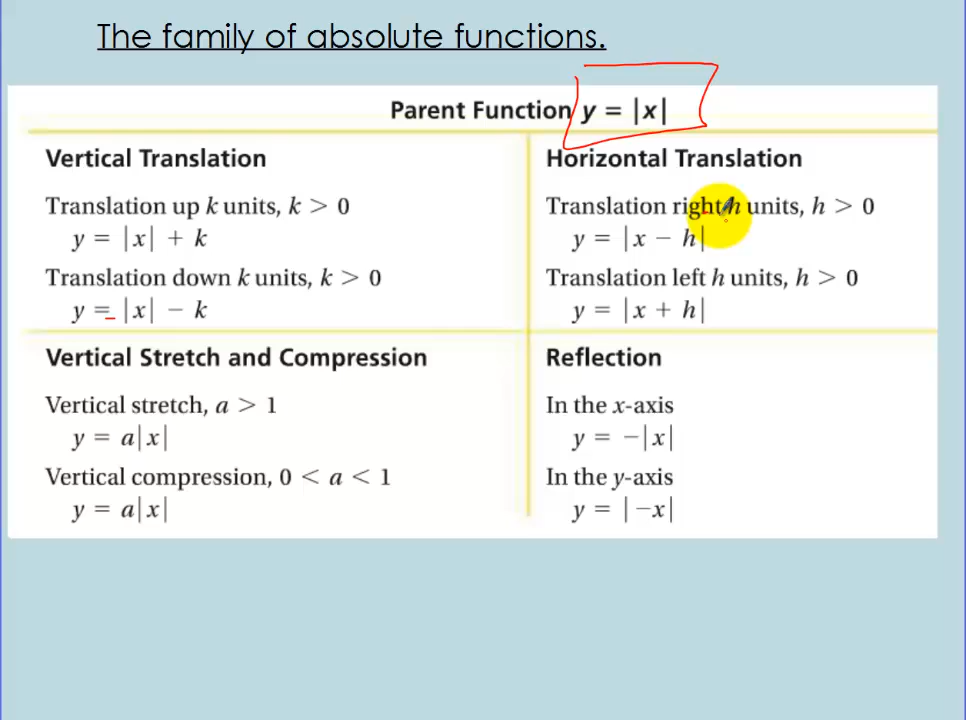 The family of absolute functions.
Parent Function y = |x|
Vertical Translation
Translation up k units, k > 0
y = |x| + k
Translation down k units, k > 0
y = |x| − k
Horizontal Translation
Translation right h units, h > 0
y = |x − h|
Translation left h units, h > 0
y = |x + h|
Vertical Stretch and Compression
Vertical stretch, a > 1
y = a|x|
Vertical compression, 0 < a < 1
y = a|x|
Reflection
In the x-axis
y = −|x|
In the y-axis
y = |−x|